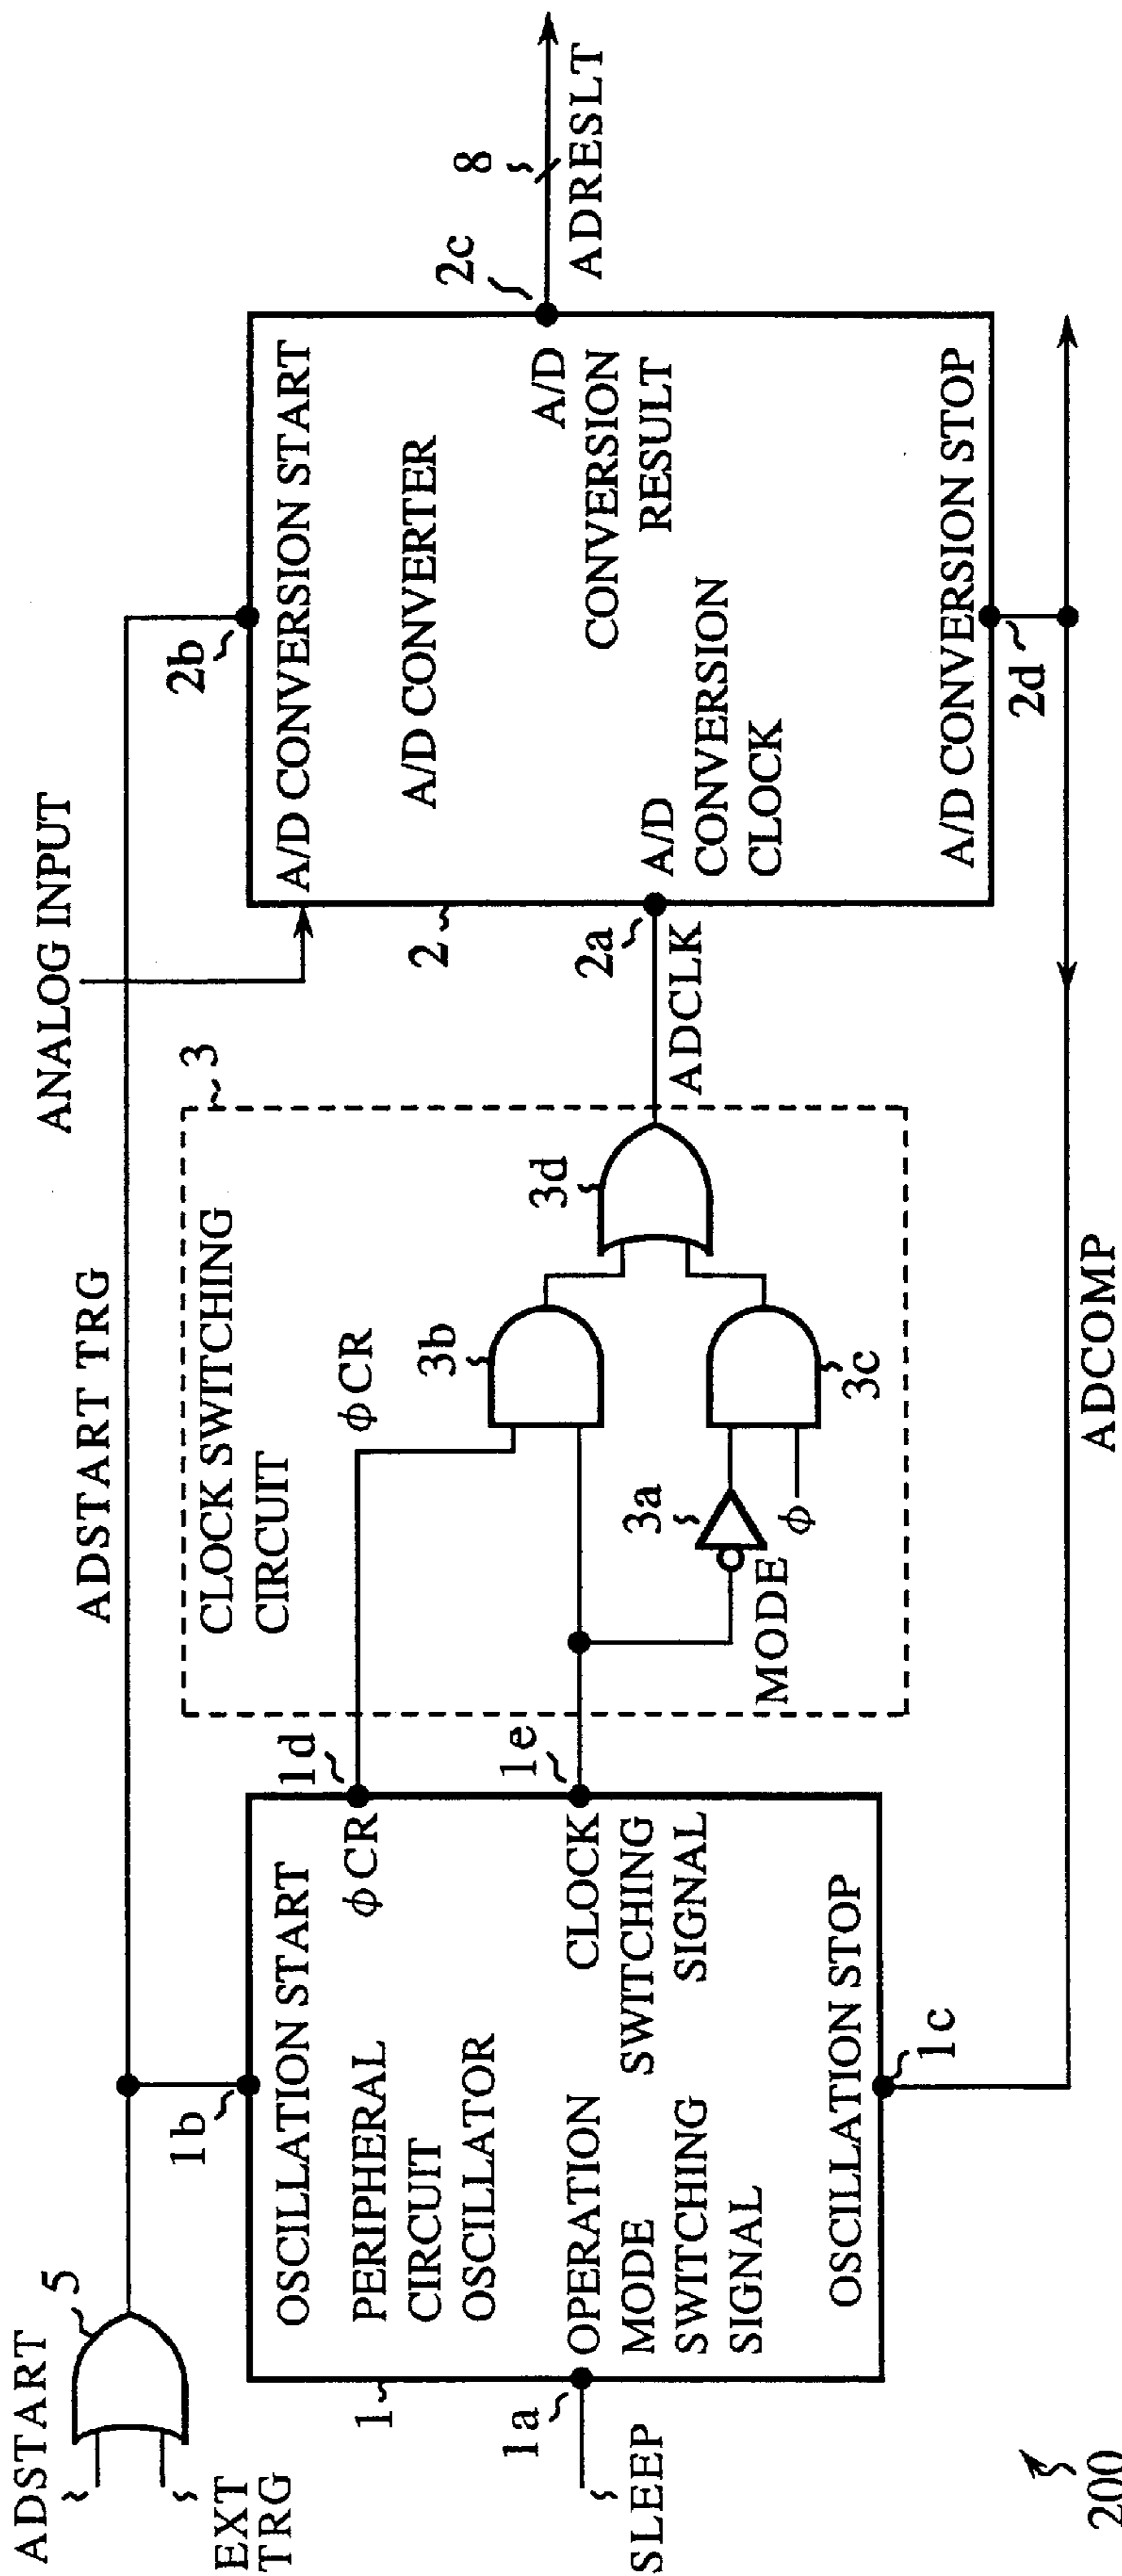 ADSTART
EXT
TRG
5
ADSTART TRG
ANALOG INPUT
SLEEP
1a
1
1b
OSCILLATION START
PERIPHERAL
CIRCUIT
OSCILLATOR
OPERATION
MODE
SWITCHING
SIGNAL
φ CR
CLOCK
SWITCHING
SIGNAL
OSCILLATION STOP
1c
1d
1e
CLOCK SWITCHING
CIRCUIT
3
φ CR
3b
3d
3a
MODE
φ
3c
ADCLK
2a
2
2b
A/D CONVERSION START
A/D CONVERTER
A/D
CONVERSION
CLOCK
A/D
CONVERSION
RESULT
A/D CONVERSION STOP
2c
8
ADRESLT
2d
ADCOMP
200